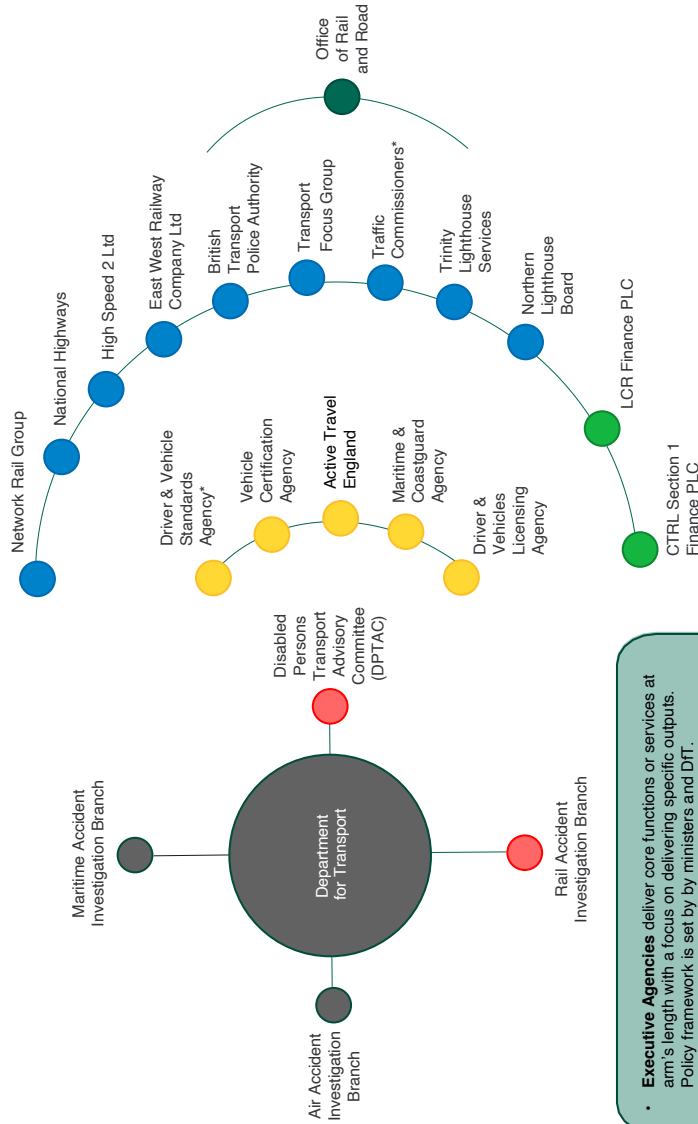 Maritime Accident
Investigation Branch
Air Accident
Investigation
Branch
Department
for Transport
Rail Accident
Investigation Branch
Disabled
Persons
Transport
Advisory
Committee
(DPTAC)
Driver & Vehicle
Standards
Agency*
Vehicle
Certification
Agency
Active Travel
England
Maritime &
Coastguard
Agency
Driver &
Vehicles
Licensing
Agency
Network Rail Group
National Highways
High Speed 2 Ltd
East West Railway
Company Ltd
British
Transport
Police Authority
Transport
Focus Group
Traffic
Commissioners*
Trinity
Lighthouse
Services
Northern
Lighthouse
Board
LCR Finance PLC
CTRL Section 1
Finance PLC
Office
of Rail
and Road
• Executive Agencies deliver core functions or services at
arm's length with a focus on delivering specific outputs.
Policy framework is set by by ministers and DfT.